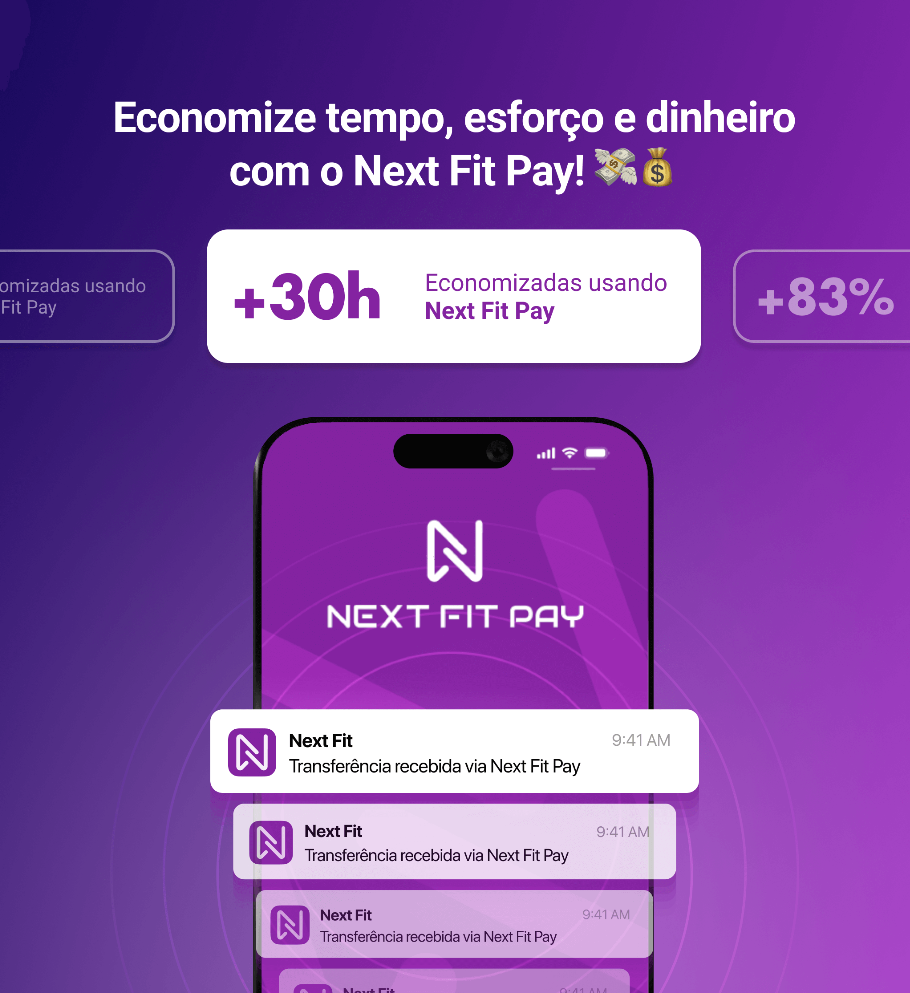 Economize tempo, esforço e dinheiro
com o Next Fit Pay! 💸💰
omizadas usando
Fit Pay
+30h
Economizadas usando
Next Fit Pay
+83%
NEXT FIT PAY
Next Fit
9:41 AM
Transferência recebida via Next Fit Pay
Next Fit
9:41 AM
Transferência recebida via Next Fit Pay
Next Fit
9:41 AM
Transferência recebida via Next Fit Pay
Next Fit
9:41 AM